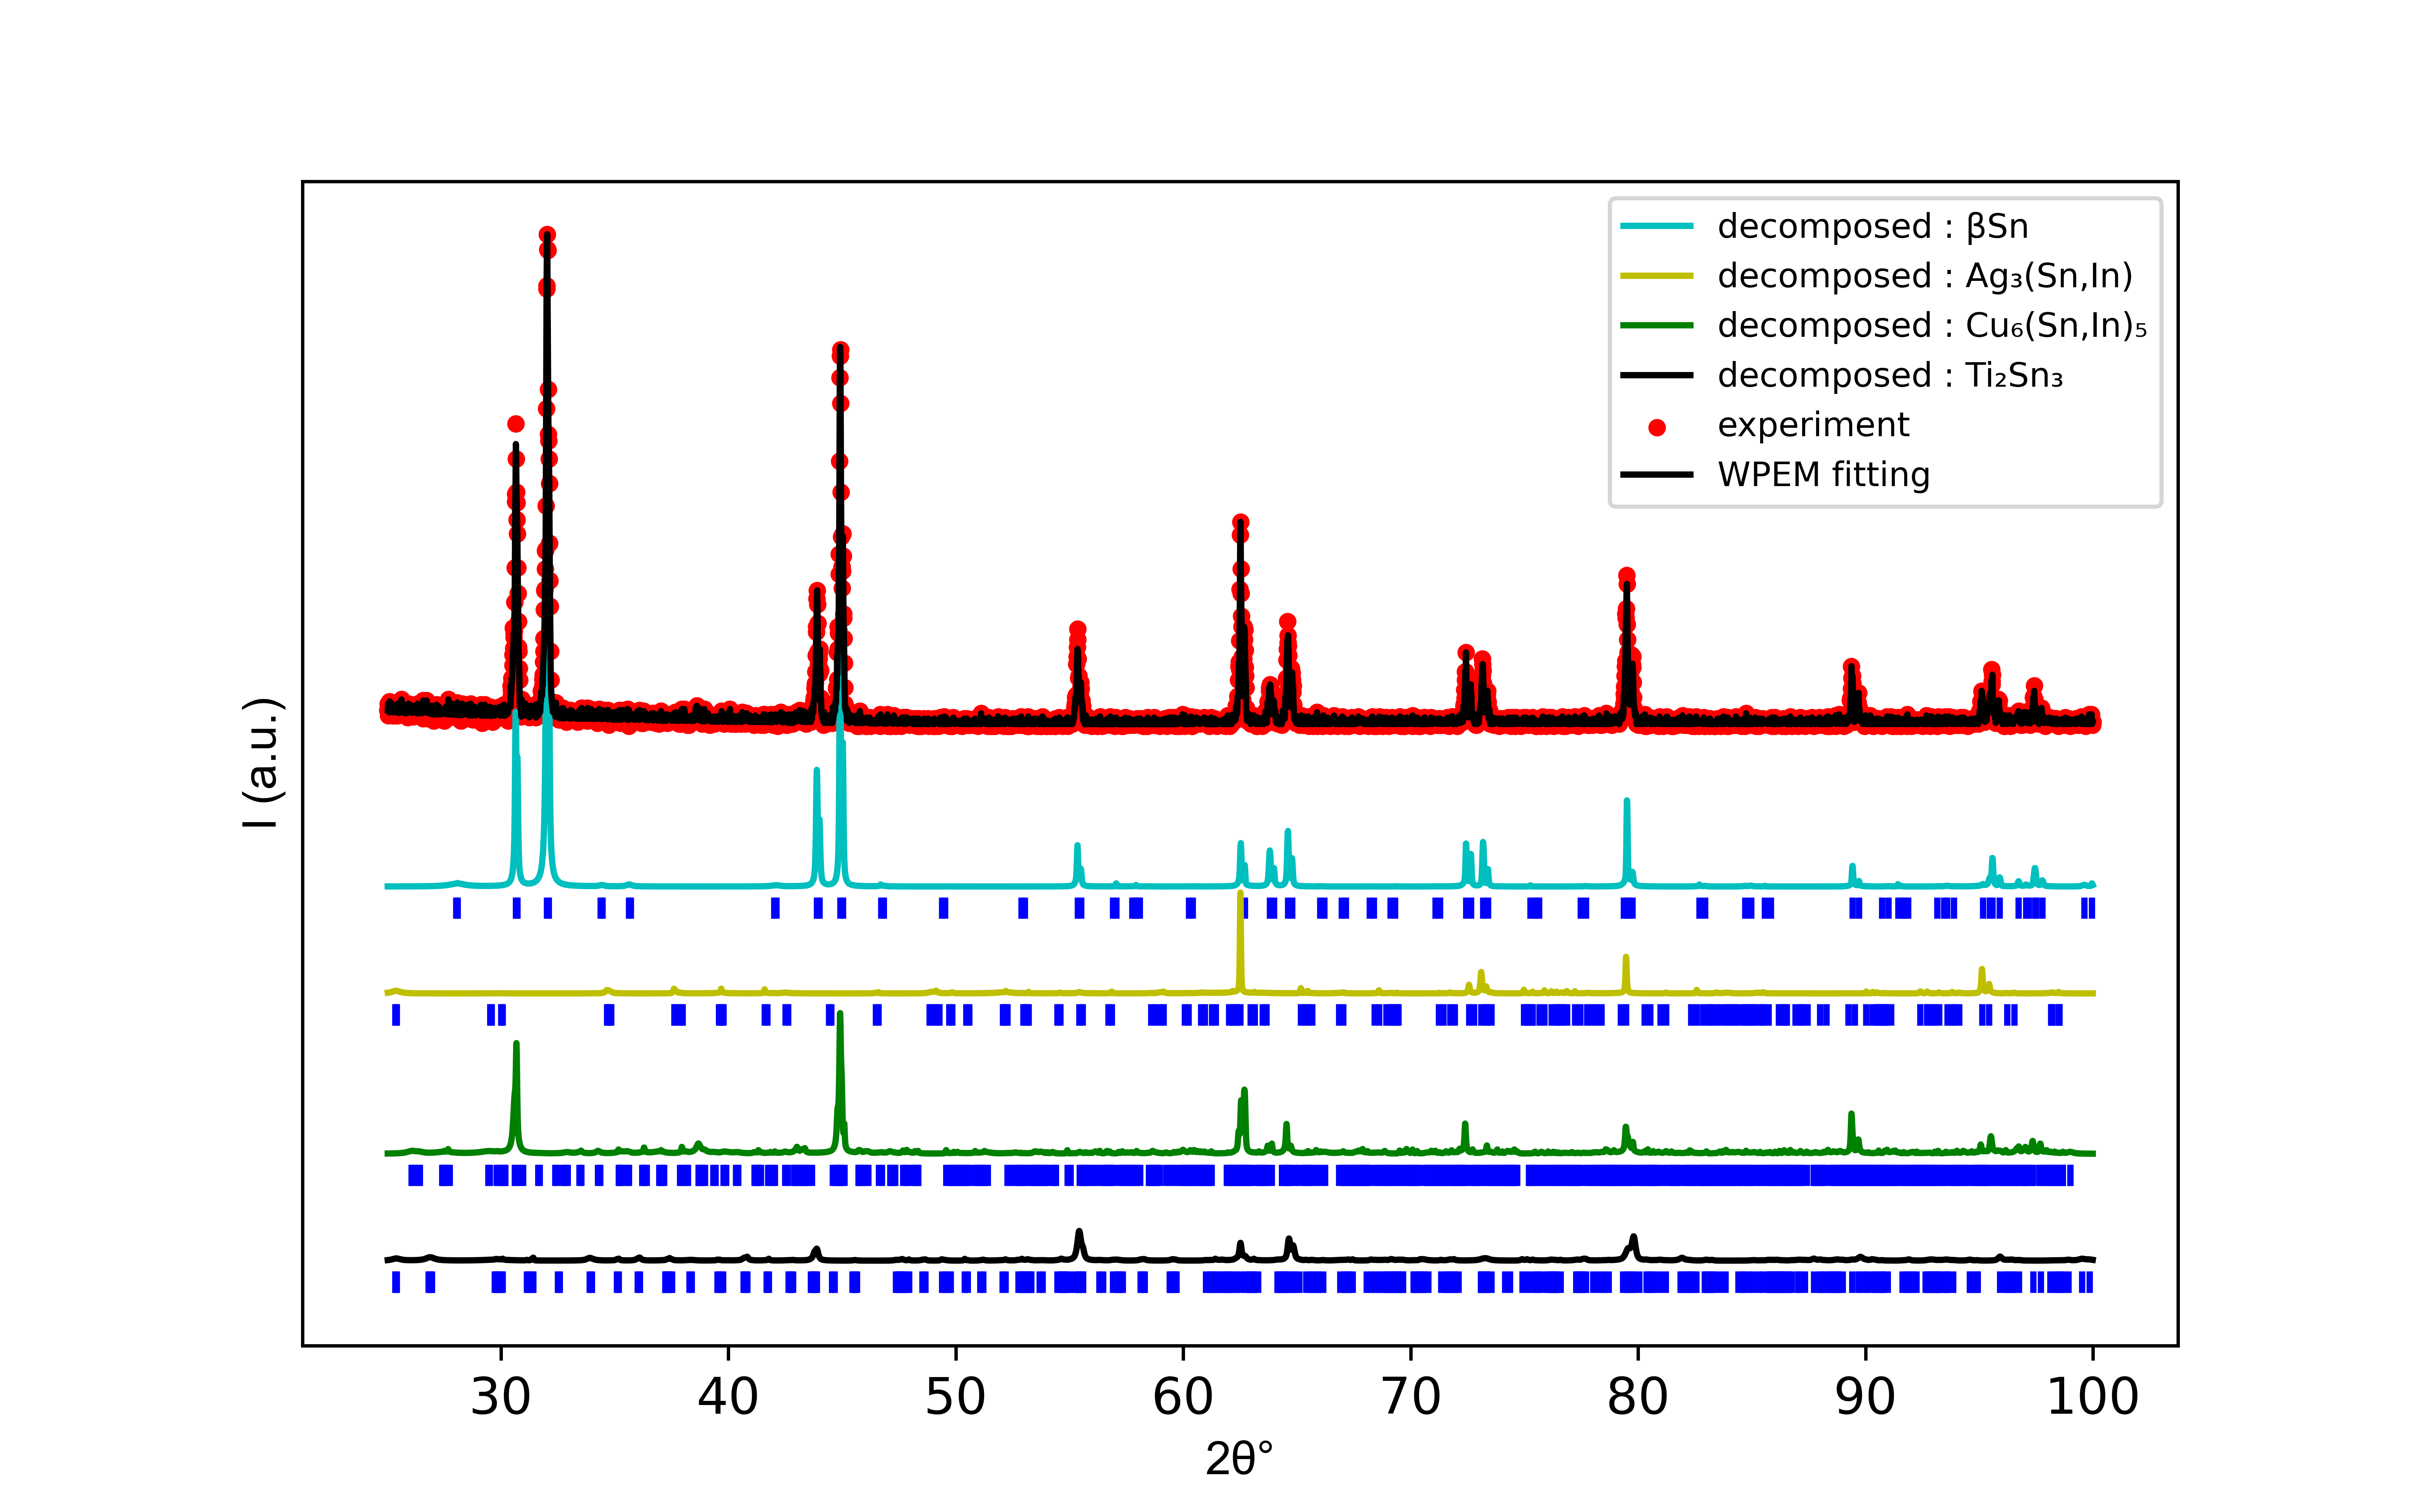 decomposed : βSn
decomposed : Ag₃(Sn,In)
decomposed : Cu₆(Sn,In)₅
decomposed : Ti₂Sn₃
experiment
WPEM fitting
I (a.u.)
30 40 50 60 70 80 90 100
2θ°